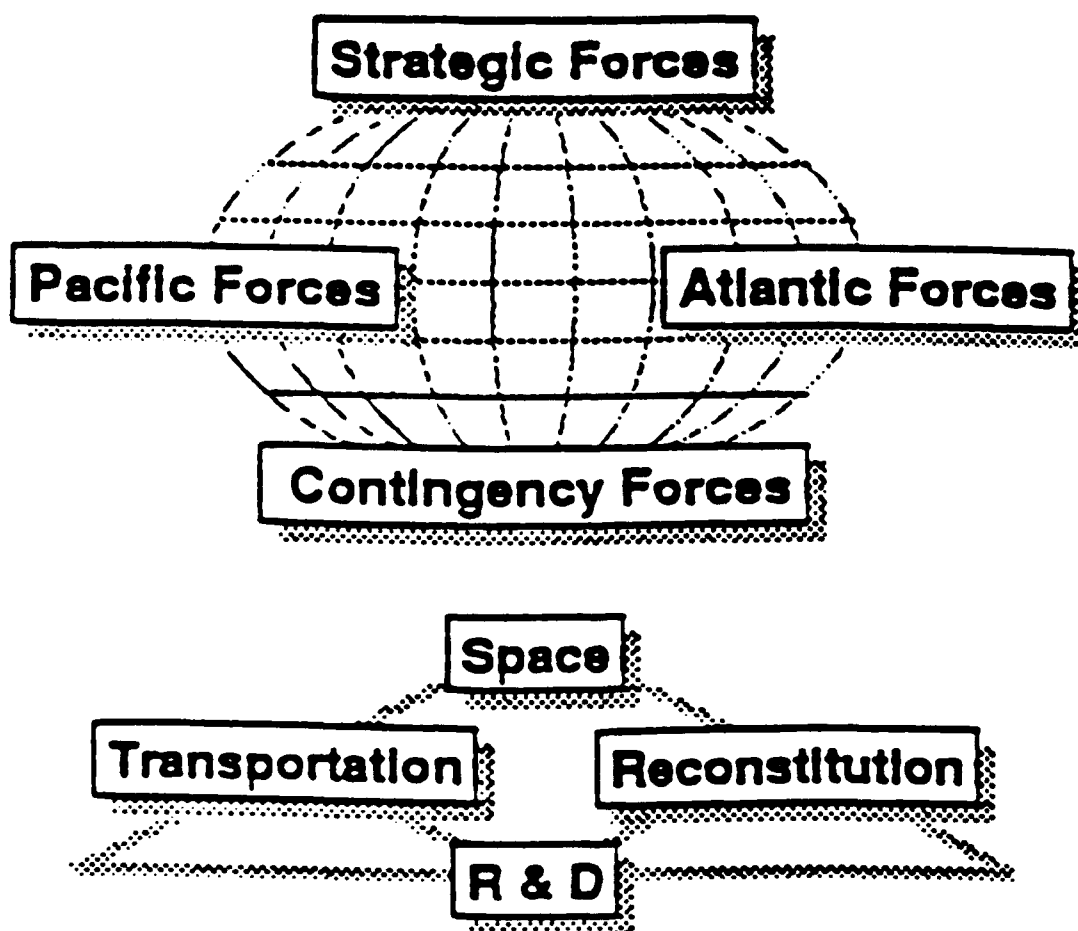 Strategic Forces
Pacific Forces
Atlantic Forces
Contingency Forces
Space
Transportation
Reconstitution
R & D